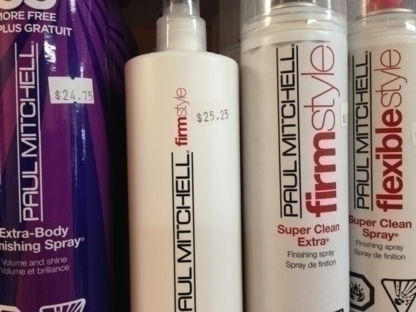 MORE FREE
PLUS GRATUIT
$24.75
PAUL MITCHELL
Extra-Body
Finishing Spray®
Volume and shine
Volume et brillance
PAUL MITCHELL.
firmstyle
$25.25
PAUL MITCHELL
firmstyle
Super Clean
Extra®
Finishing spray
Spray de finition
PAUL MITCHELL
flexiblestyle
Super Clean
Spray®
Finishing spray
Spray de finition